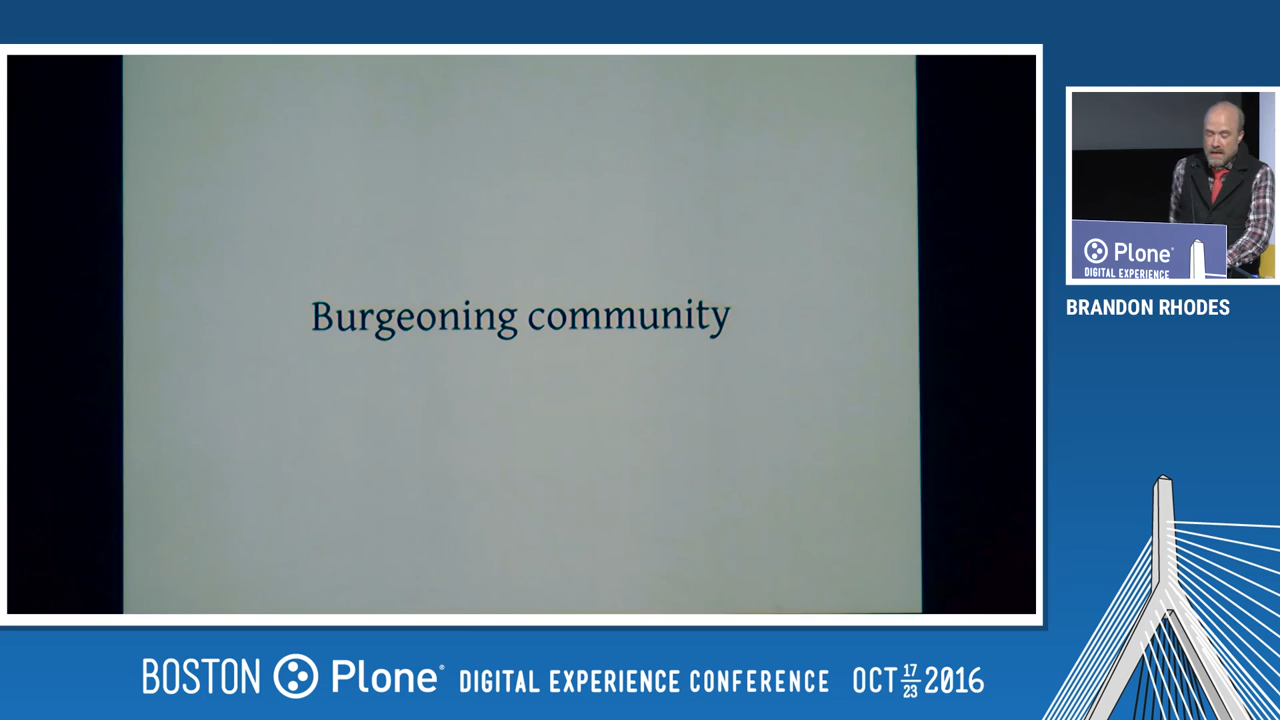 Burgeoning community
Plone
DIGITAL EXPERIENCE
BRANDON RHODES
BOSTON Plone® DIGITAL EXPERIENCE CONFERENCE OCT 17 23 2016